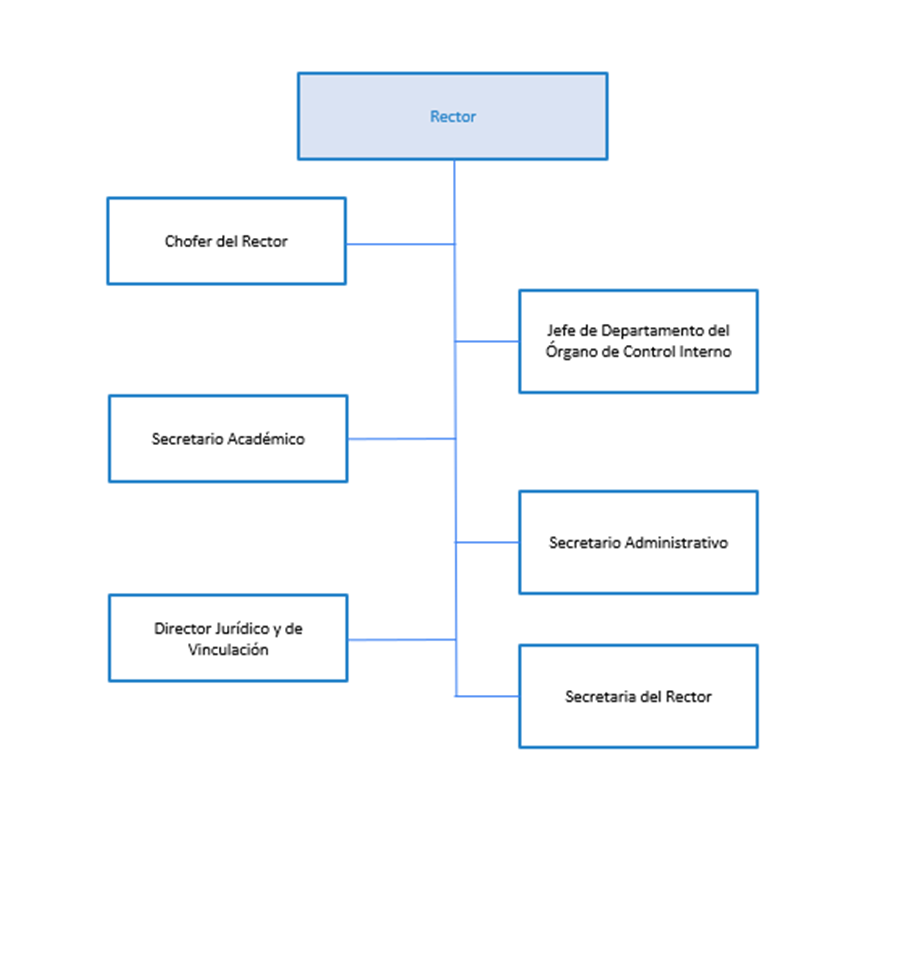 Rector
Chofer del Rector
Jefe de Departamento del
Órgano de Control Interno
Secretario Académico
Secretario Administrativo
Director Jurídico y de
Vinculación
Secretaria del Rector